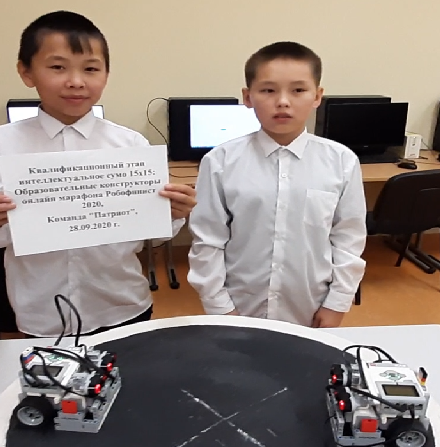 Квалификационный этап
интеллектуальное сумо 15х15:
Образовательные конструкторы
онлайн марафона Робофинист
2020,
Команда "Патриот",
28.09.2020 г.